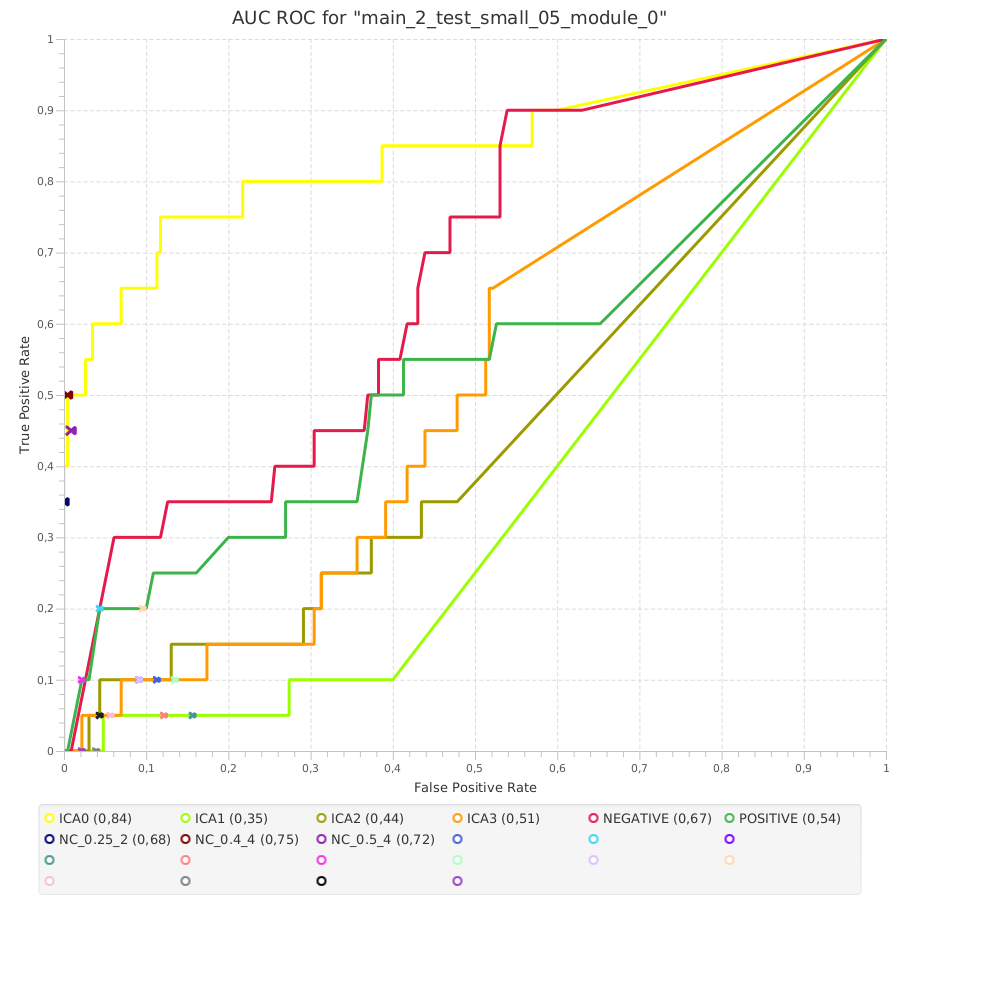 AUC ROC for "main_2_test_small_05_module_0"
1
0,9
0,8
0,7
0,6
0,5
0,4
0,3
0,2
0,1
0
True Positive Rate
0 0,1 0,2 0,3 0,4 0,5 0,6 0,7 0,8 0,9 1
False Positive Rate
ICA0 (0,84) ICA1 (0,35) ICA2 (0,44) ICA3 (0,51) NEGATIVE (0,67) POSITIVE (0,54)
NC_0.25_2 (0,68) NC_0.4_4 (0,75) NC_0.5_4 (0,72)